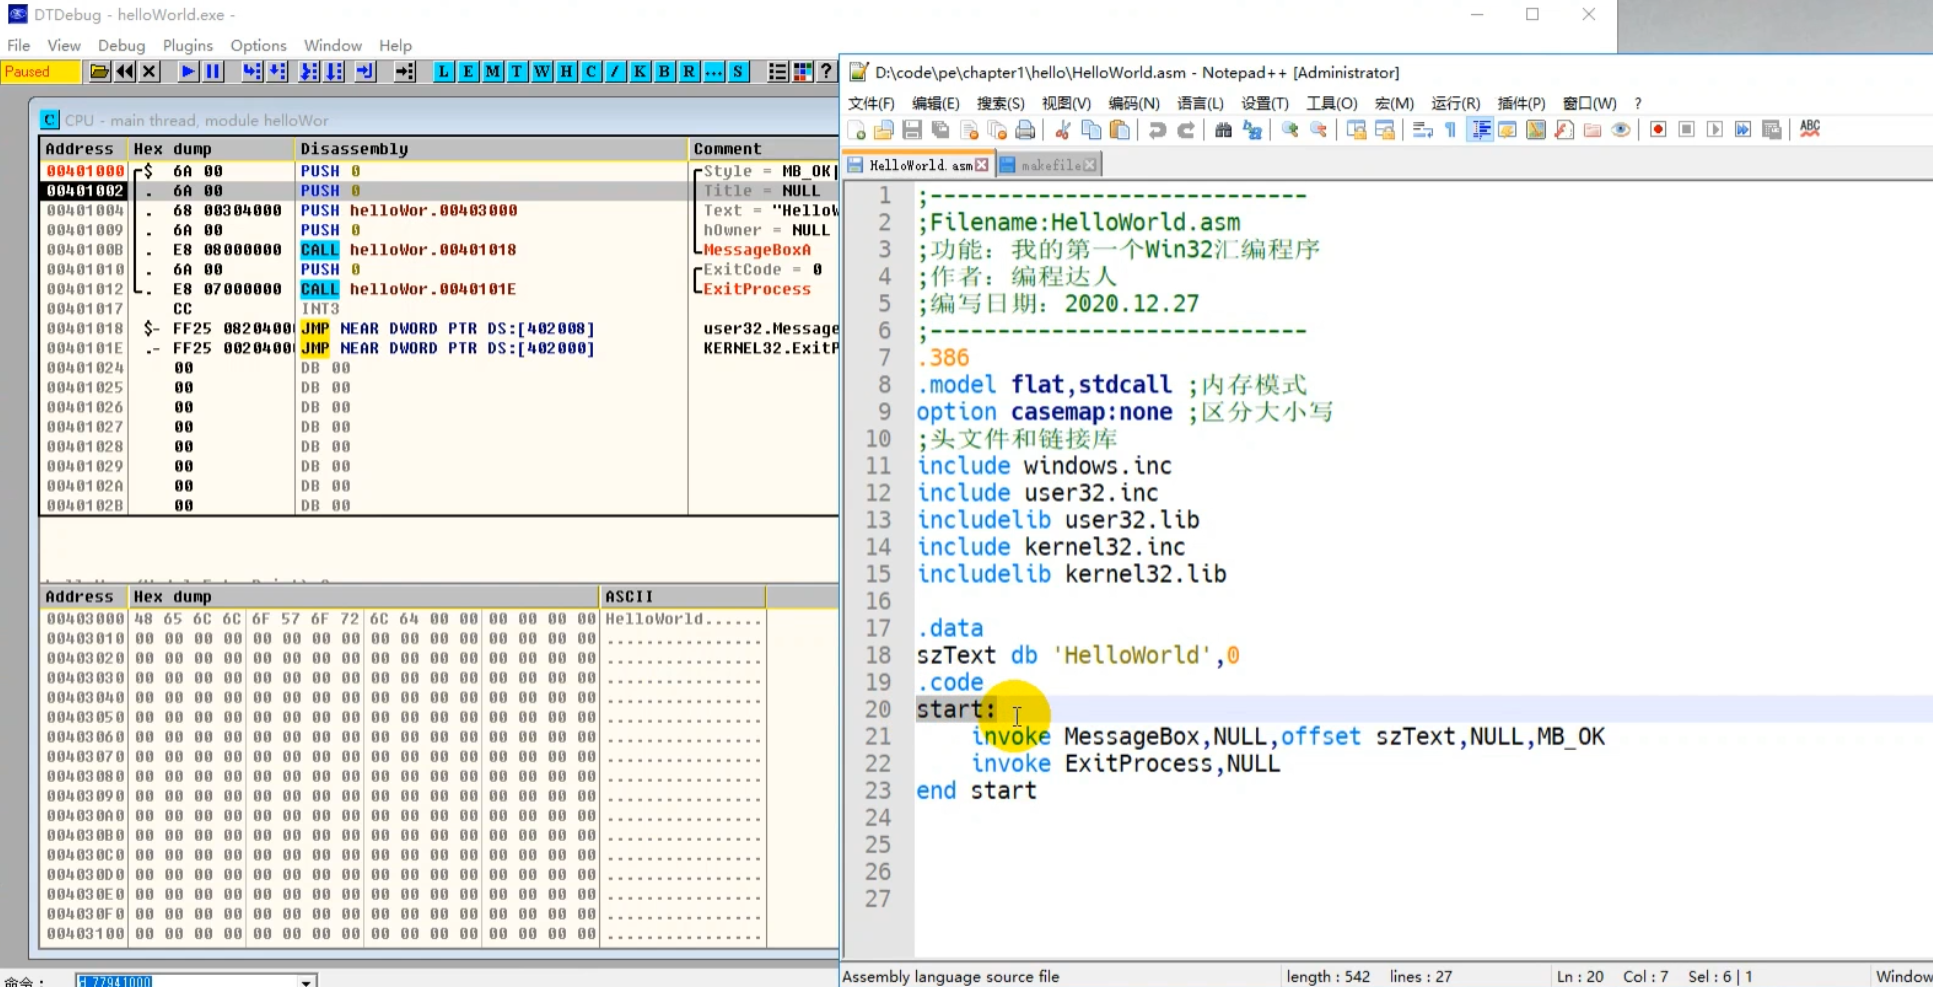 DTDebug - helloWorld.exe -
File View Debug Plugins Options Window Help
Paused
L E M T W H C / K B R ... S
CPU - main thread, module helloWor
Address Hex dump Disassembly Comment
00401000 $ 6A 00 PUSH 0 Style = MB_OK|
00401002 . 6A 00 PUSH 0 Title = NULL
00401004 . 68 00304000 PUSH helloWor.00403000 Text = "HelloW
00401009 . 6A 00 PUSH 0 hOwner = NULL
0040100B . E8 08000000 CALL helloWor.00401018 MessageBoxA
00401010 . 6A 00 PUSH 0 ExitCode = 0
00401012 . E8 07000000 CALL helloWor.0040101E ExitProcess
00401017 CC INT3
00401018 $- FF25 08204000 JMP NEAR DWORD PTR DS:[402008] user32.Message
0040101E .- FF25 00204000 JMP NEAR DWORD PTR DS:[402000] KERNEL32.ExitP
00401024 00 DB 00
00401025 00 DB 00
00401026 00 DB 00
00401027 00 DB 00
00401028 00 DB 00
00401029 00 DB 00
0040102A 00 DB 00
0040102B 00 DB 00
Address Hex dump ASCII
00403000 48 65 6C 6C 6F 57 6F 72 6C 64 00 00 00 00 00 00 HelloWorld......
00403010 00 00 00 00 00 00 00 00 00 00 00 00 00 00 00 00 ................
00403020 00 00 00 00 00 00 00 00 00 00 00 00 00 00 00 00 ................
00403030 00 00 00 00 00 00 00 00 00 00 00 00 00 00 00 00 ................
00403040 00 00 00 00 00 00 00 00 00 00 00 00 00 00 00 00 ................
00403050 00 00 00 00 00 00 00 00 00 00 00 00 00 00 00 00 ................
00403060 00 00 00 00 00 00 00 00 00 00 00 00 00 00 00 00 ................
00403070 00 00 00 00 00 00 00 00 00 00 00 00 00 00 00 00 ................
00403080 00 00 00 00 00 00 00 00 00 00 00 00 00 00 00 00 ................
00403090 00 00 00 00 00 00 00 00 00 00 00 00 00 00 00 00 ................
004030A0 00 00 00 00 00 00 00 00 00 00 00 00 00 00 00 00 ................
004030B0 00 00 00 00 00 00 00 00 00 00 00 00 00 00 00 00 ................
004030C0 00 00 00 00 00 00 00 00 00 00 00 00 00 00 00 00 ................
004030D0 00 00 00 00 00 00 00 00 00 00 00 00 00 00 00 00 ................
004030E0 00 00 00 00 00 00 00 00 00 00 00 00 00 00 00 00 ................
004030F0 00 00 00 00 00 00 00 00 00 00 00 00 00 00 00 00 ................
00403100 00 00 00 00 00 00 00 00 00 00 00 00 00 00 00 00 ................
命令： d 77941000
D:\code\pe\chapter1\hello\HelloWorld.asm - Notepad++ [Administrator]
文件(F) 编辑(E) 搜索(S) 视图(V) 编码(N) 语言(L) 设置(T) 工具(O) 宏(M) 运行(R) 插件(P) 窗口(W) ?
ABC
HelloWorld.asm makefile
1 ;----------------------------
2 ;Filename:HelloWorld.asm
3 ;功能：我的第一个Win32汇编程序
4 ;作者：编程达人
5 ;编写日期：2020.12.27
6 ;----------------------------
7 .386
8 .model flat,stdcall ;内存模式
9 option casemap:none ;区分大小写
10 ;头文件和链接库
11 include windows.inc
12 include user32.inc
13 includelib user32.lib
14 include kernel32.inc
15 includelib kernel32.lib
16
17 .data
18 szText db 'HelloWorld',0
19 .code
20 start:
21 invoke MessageBox,NULL,offset szText,NULL,MB_OK
22 invoke ExitProcess,NULL
23 end start
24
25
26
27
Assembly language source file length : 542 lines : 27 Ln : 20 Col : 7 Sel : 6 | 1 Window